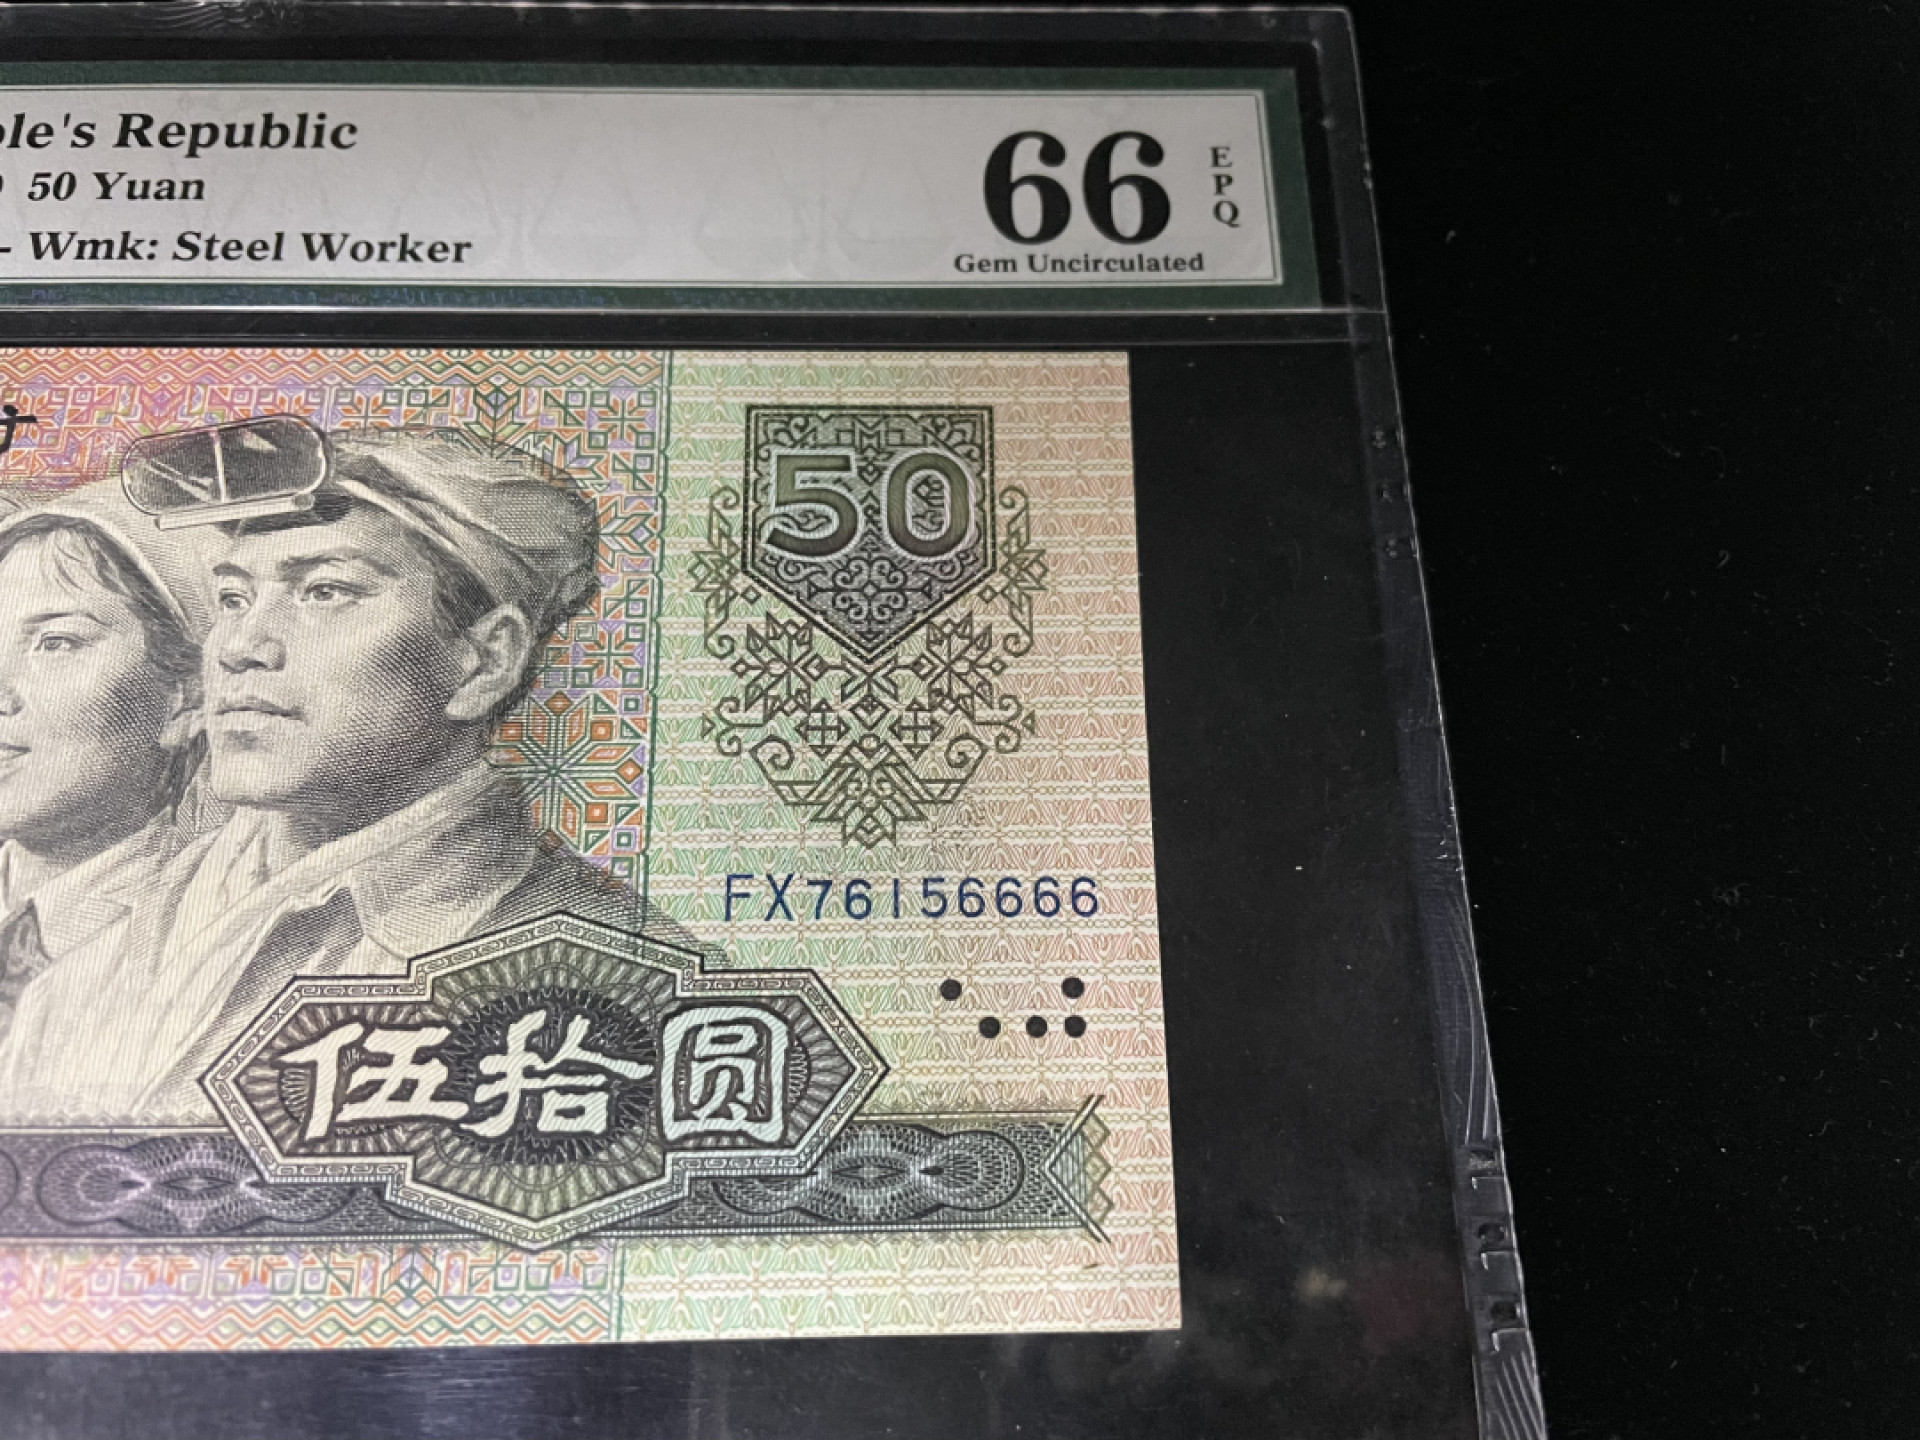 ple's Republic
50 Yuan
- Wmk: Steel Worker
66
EPQ
Gem Uncirculated
50
FX76156666
伍拾圆